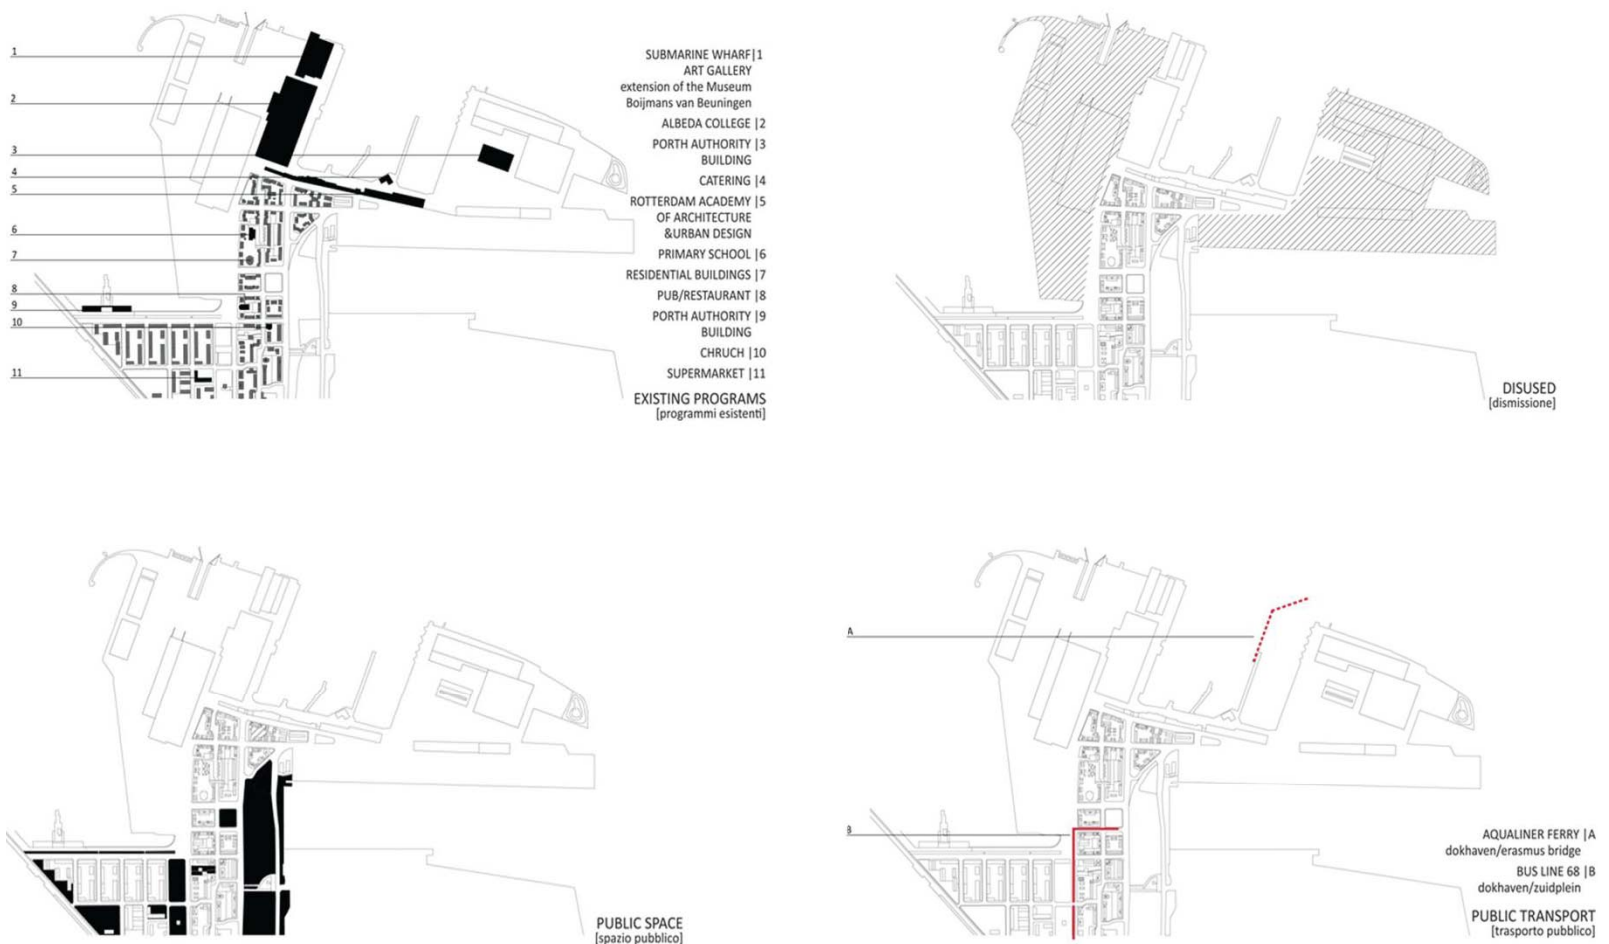 1
2
3
4
5
6
7
8
9
10
11
SUBMARINE WHARF|1
ART GALLERY
extension of the Museum
Boijmans van Beuningen
ALBEDA COLLEGE |2
PORTH AUTHORITY |3
BUILDING
CATERING |4
ROTTERDAM ACADEMY |5
OF ARCHITECTURE
&URBAN DESIGN
PRIMARY SCHOOL |6
RESIDENTIAL BUILDINGS |7
PUB/RESTAURANT |8
PORTH AUTHORITY |9
BUILDING
CHRUCH |10
SUPERMARKET |11
EXISTING PROGRAMS
[programmi esistenti]
DISUSED
[dismissione]
PUBLIC SPACE
[spazio pubblico]
A
B
AQUALINER FERRY |A
dokhaven/erasmus bridge
BUS LINE 68 |B
dokhaven/zuidplein
PUBLIC TRANSPORT
[trasporto pubblico]